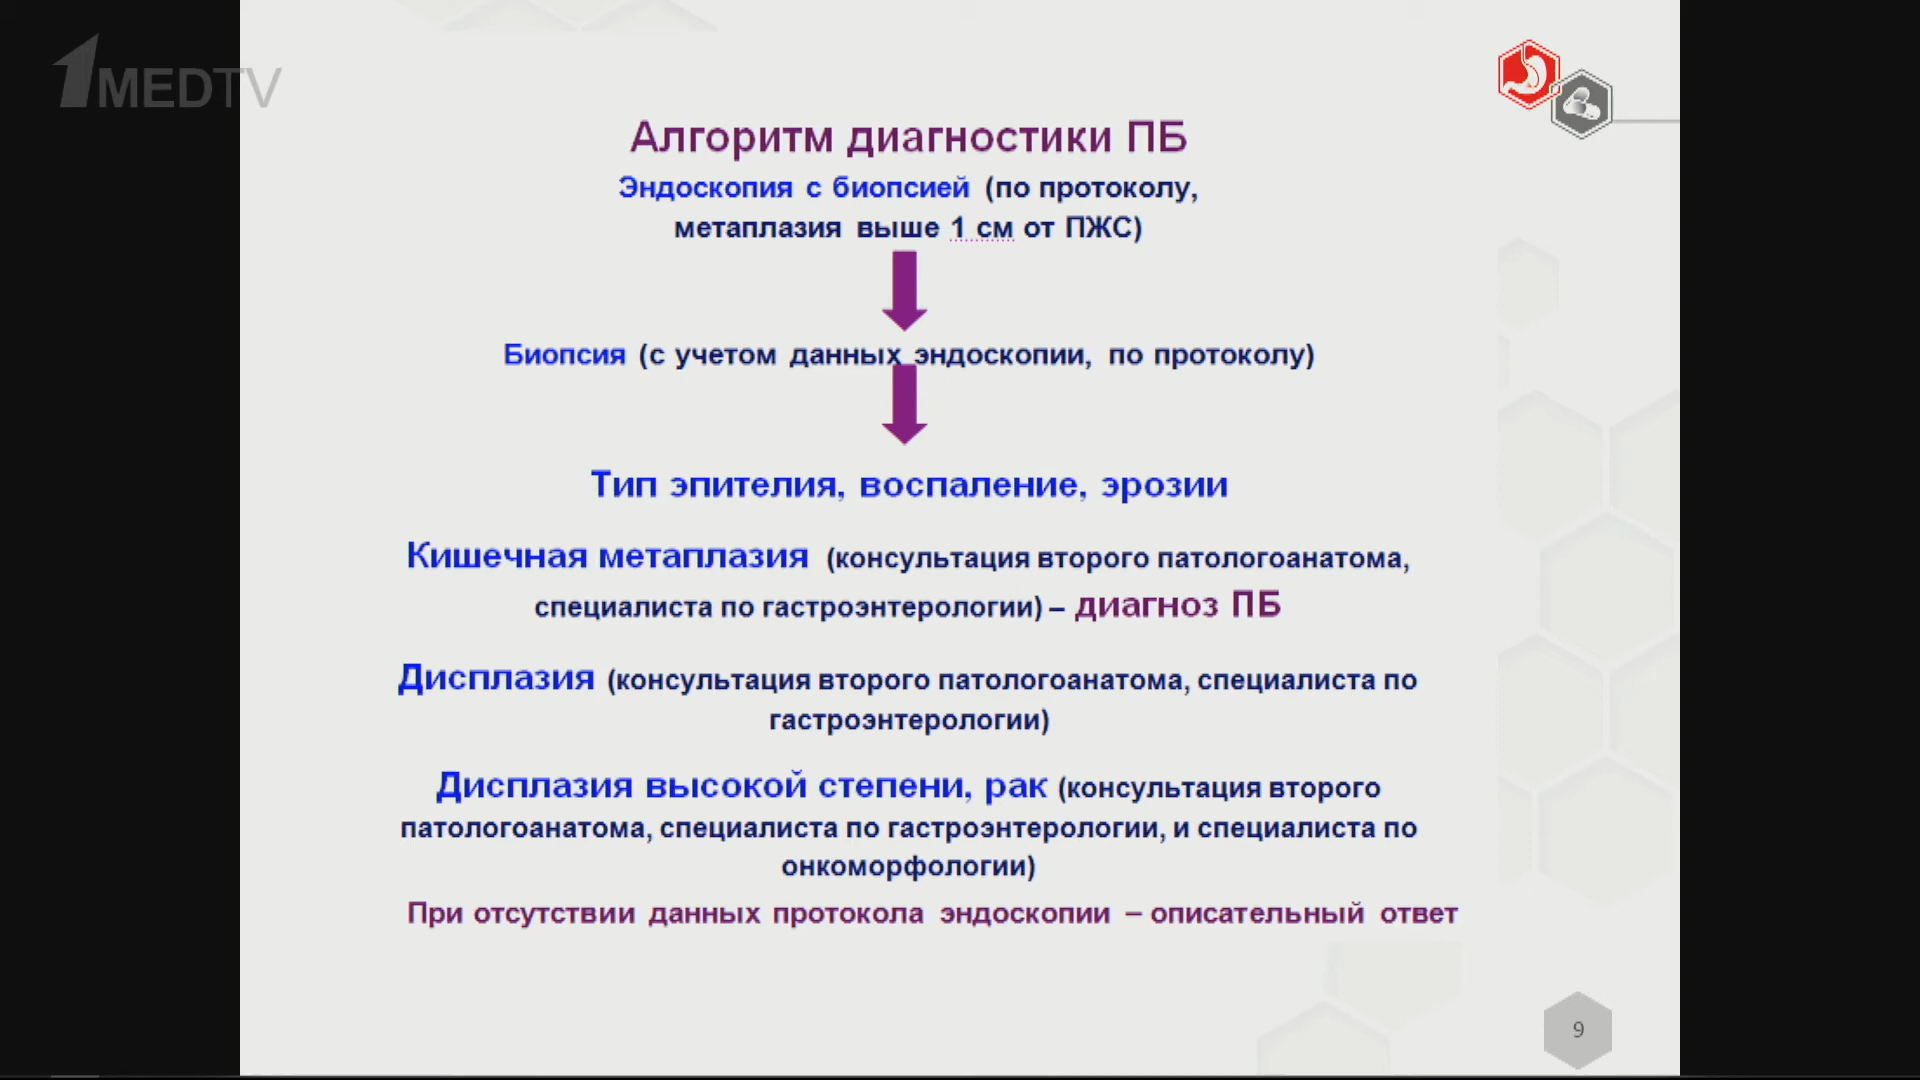 1MEDTV
Алгоритм диагностики ПБ
Эндоскопия с биопсией (по протоколу,
метаплазия выше 1 см от ПЖС)
Биопсия (с учетом данных эндоскопии, по протоколу)
Тип эпителия, воспаление, эрозии
Кишечная метаплазия (консультация второго патологоанатома,
специалиста по гастроэнтерологии) – диагноз ПБ
Дисплазия (консультация второго патологоанатома, специалиста по
гастроэнтерологии)
Дисплазия высокой степени, рак (консультация второго
патологоанатома, специалиста по гастроэнтерологии, и специалиста по
онкоморфологии)
При отсутствии данных протокола эндоскопии – описательный ответ
9